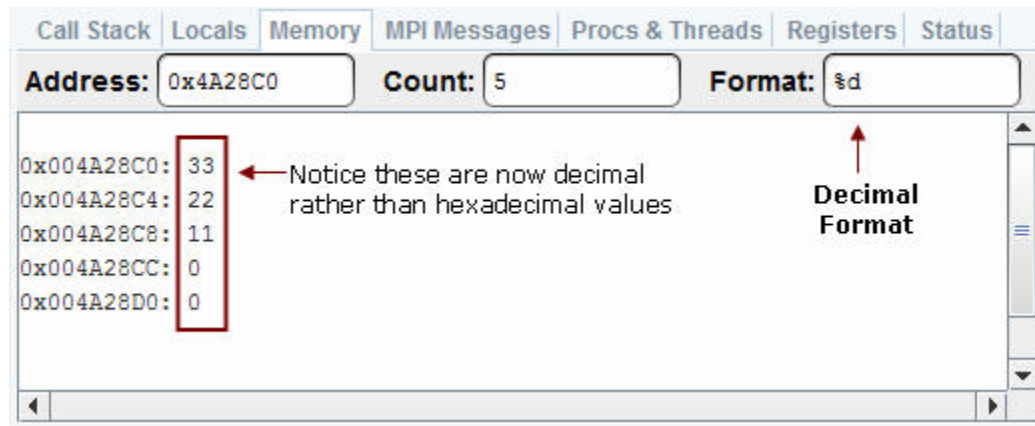 Call Stack Locals Memory MPI Messages Procs & Threads Registers Status
Address: 0x4A28C0 Count: 5 Format: %d
0x004A28C0: 33
0x004A28C4: 22
0x004A28C8: 11
0x004A28CC: 0
0x004A28D0: 0
Notice these are now decimal
rather than hexadecimal values
Decimal
Format